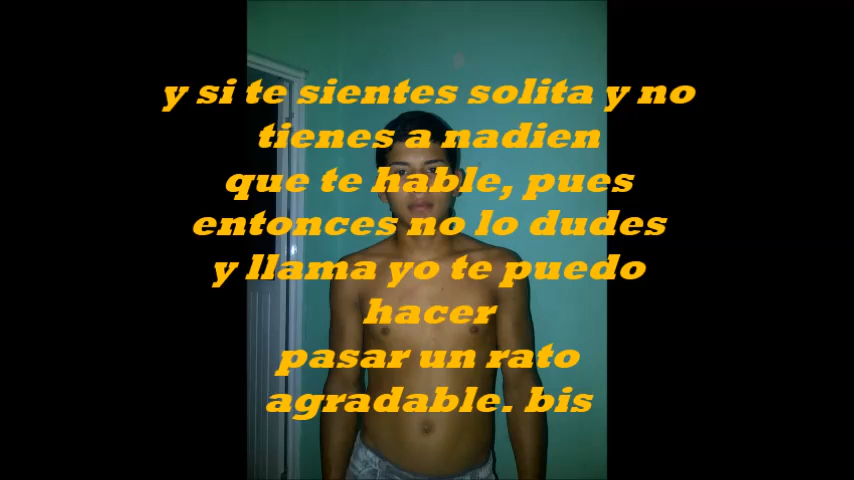 y si te sientes solita y no
tienes a nadien
que te hable, pues
entonces no lo dudes
y llama yo te puedo
hacer
pasar un rato
agradable. bis